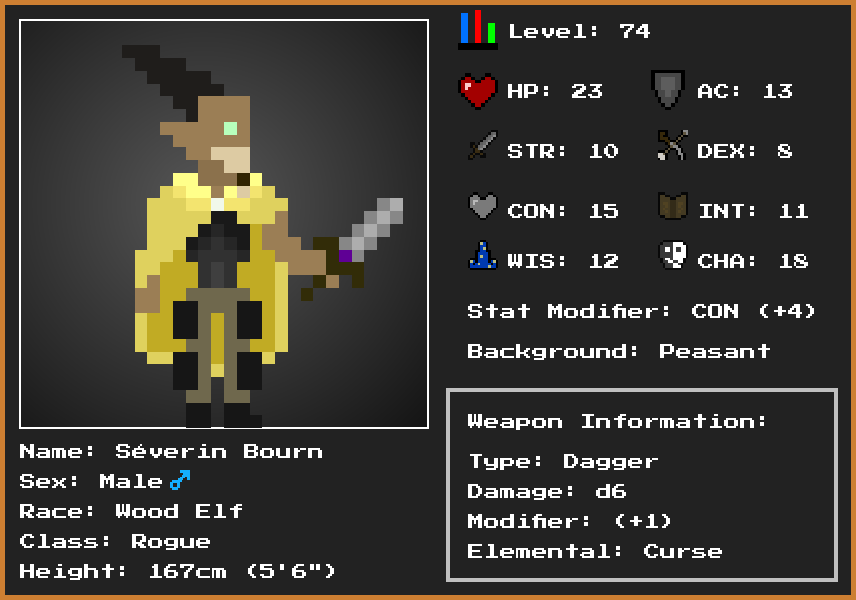 Level: 74
HP: 23
AC: 13
STR: 10
DEX: 8
CON: 15
INT: 11
WIS: 12
CHA: 18
Stat Modifier: CON (+4)
Background: Peasant
Weapon Information:
Type: Dagger
Damage: d6
Modifier: (+1)
Elemental: Curse
Name: Séverin Bourn
Sex: Male♂
Race: Wood Elf
Class: Rogue
Height: 167cm (5'6")